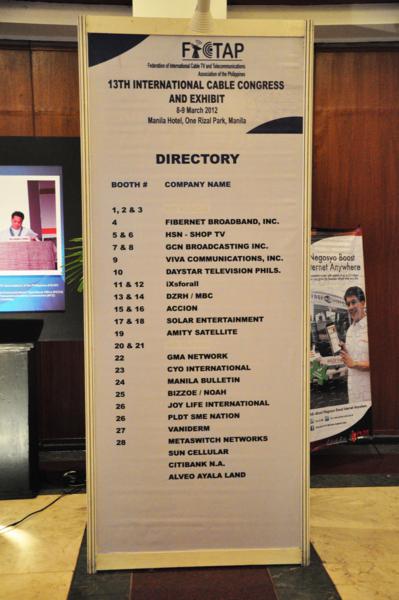 FICTAP
Federation of International Cable TV and Telecommunications
Association of the Philippines
13TH INTERNATIONAL CABLE CONGRESS
AND EXHIBIT
8-9 March 2012
Manila Hotel, One Rizal Park, Manila
DIRECTORY
BOOTH # COMPANY NAME
1, 2 & 3
4 FIBERNET BROADBAND, INC.
5 & 6 HSN - SHOP TV
7 & 8 GCN BROADCASTING INC.
9 VIVA COMMUNICATIONS, INC.
10 DAYSTAR TELEVISION PHILS.
11 & 12 iXsforall
13 & 14 DZRH / MBC
15 & 16 ACCION
17 & 18 SOLAR ENTERTAINMENT
19 AMITY SATELLITE
20 & 21
22 GMA NETWORK
23 CYO INTERNATIONAL
24 MANILA BULLETIN
25 BIZZOE / NOAH
26 JOY LIFE INTERNATIONAL
26 PLDT SME NATION
27 VANIDERM
28 METASWITCH NETWORKS
SUN CELLULAR
CITIBANK N.A.
ALVEO AYALA LAND
Negosyo Boost
Internet Anywhere